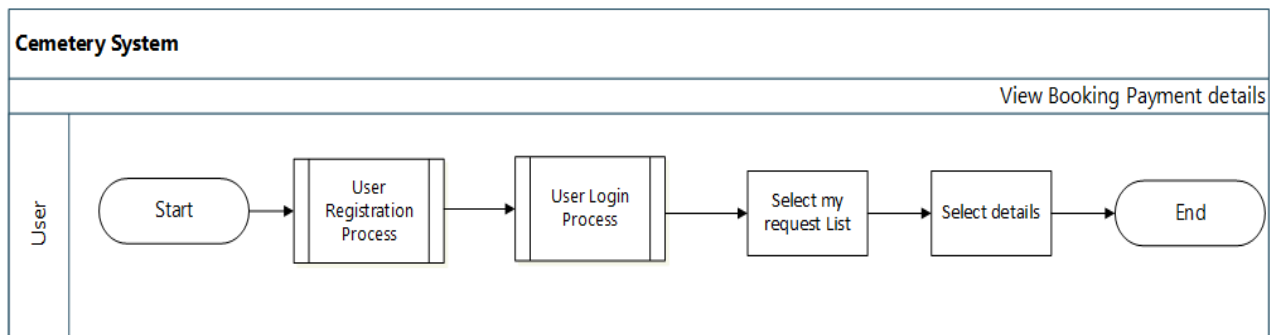 Cemetery System
View Booking Payment details
User
Start
User
Registration
Process
User Login
Process
Select my
request List
Select details
End